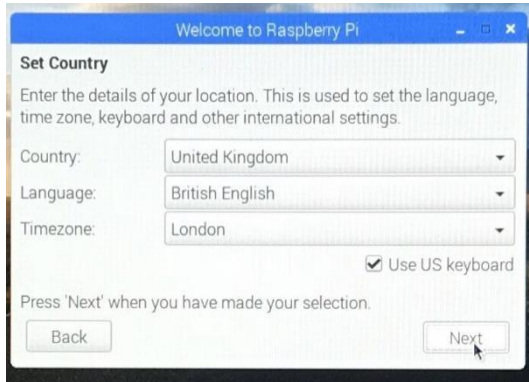 Welcome to Raspberry Pi
Set Country
Enter the details of your location. This is used to set the language,
time zone, keyboard and other international settings.
Country: United Kingdom
Language: British English
Timezone: London
Use US keyboard
Press 'Next' when you have made your selection.
Back Next